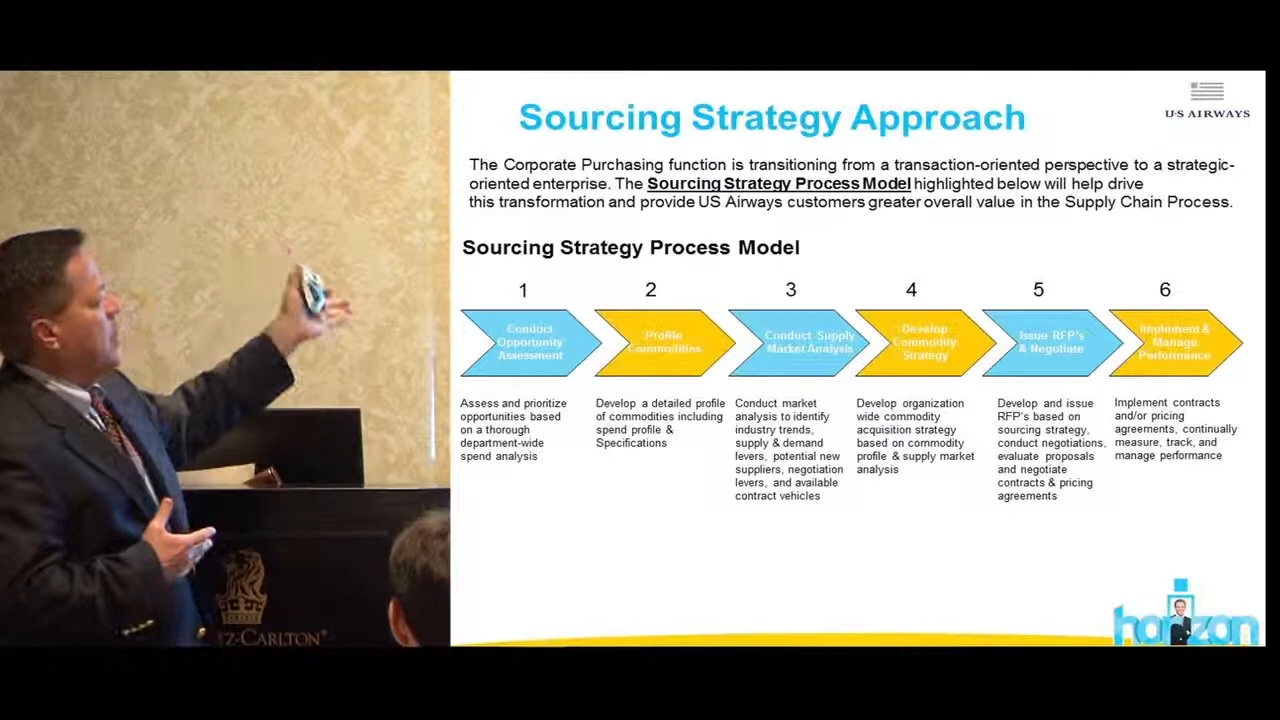 Sourcing Strategy Approach
U·S AIRWAYS
The Corporate Purchasing function is transitioning from a transaction-oriented perspective to a strategic-
oriented enterprise. The Sourcing Strategy Process Model highlighted below will help drive
this transformation and provide US Airways customers greater overall value in the Supply Chain Process.
Sourcing Strategy Process Model
1
2
3
4
5
6
Conduct
Opportunity
Assessment
Profile
Commodities
Conduct Supply
Market Analysis
Develop
Commodity
Strategy
Issue RFP's
& Negotiate
Implement &
Manage
Performance
Assess and prioritize
opportunities based
on a thorough
department-wide
spend analysis
Develop a detailed profile
of commodities including
spend profile &
Specifications
Conduct market
analysis to identify
industry trends,
supply & demand
levers, potential new
suppliers, negotiation
levers, and available
contract vehicles
Develop organization
wide commodity
acquisition strategy
based on commodity
profile & supply market
analysis
Develop and issue
RFP's based on
sourcing strategy,
conduct negotiations,
evaluate proposals
and negotiate
contracts & pricing
agreements
Implement contracts
and/or pricing
agreements, continually
measure, track, and
manage performance
TZ-CARLTON
horizon